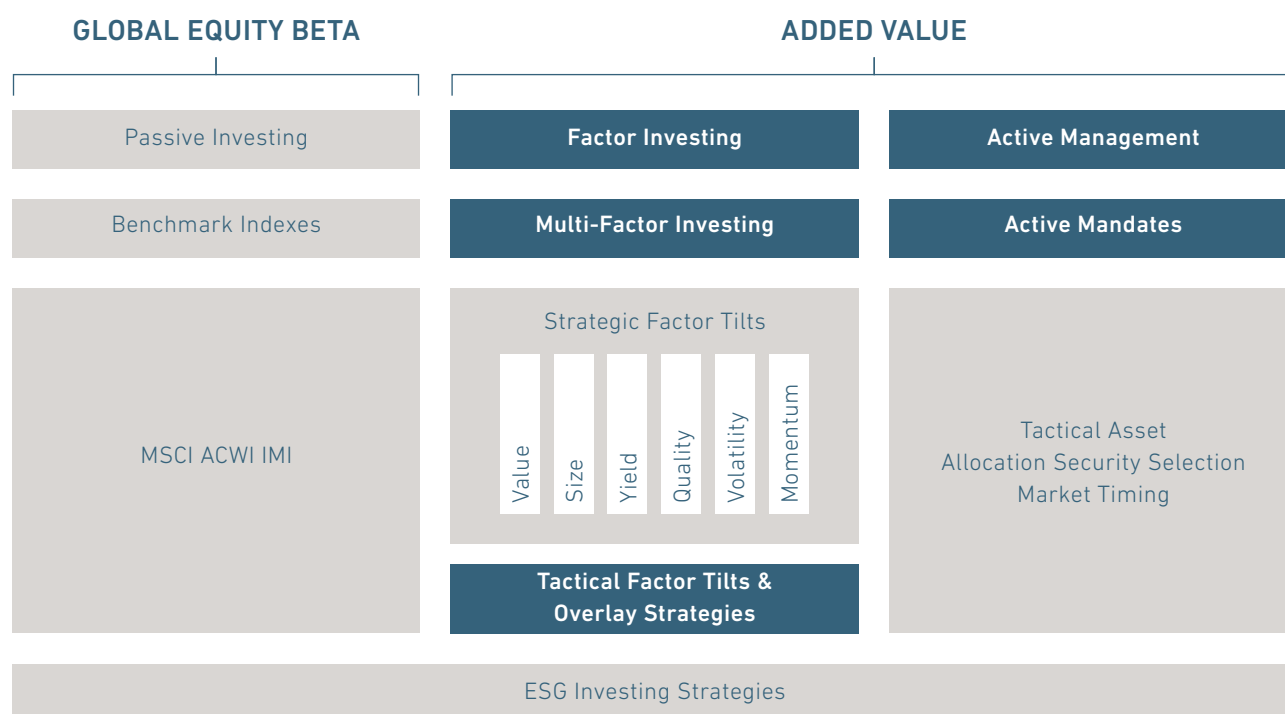 GLOBAL EQUITY BETA
ADDED VALUE
Passive Investing
Factor Investing
Active Management
Benchmark Indexes
Multi-Factor Investing
Active Mandates
MSCI ACWI IMI
Strategic Factor Tilts
Value
Size
Yield
Quality
Volatility
Momentum
Tactical Factor Tilts &
Overlay Strategies
Tactical Asset
Allocation Security Selection
Market Timing
ESG Investing Strategies